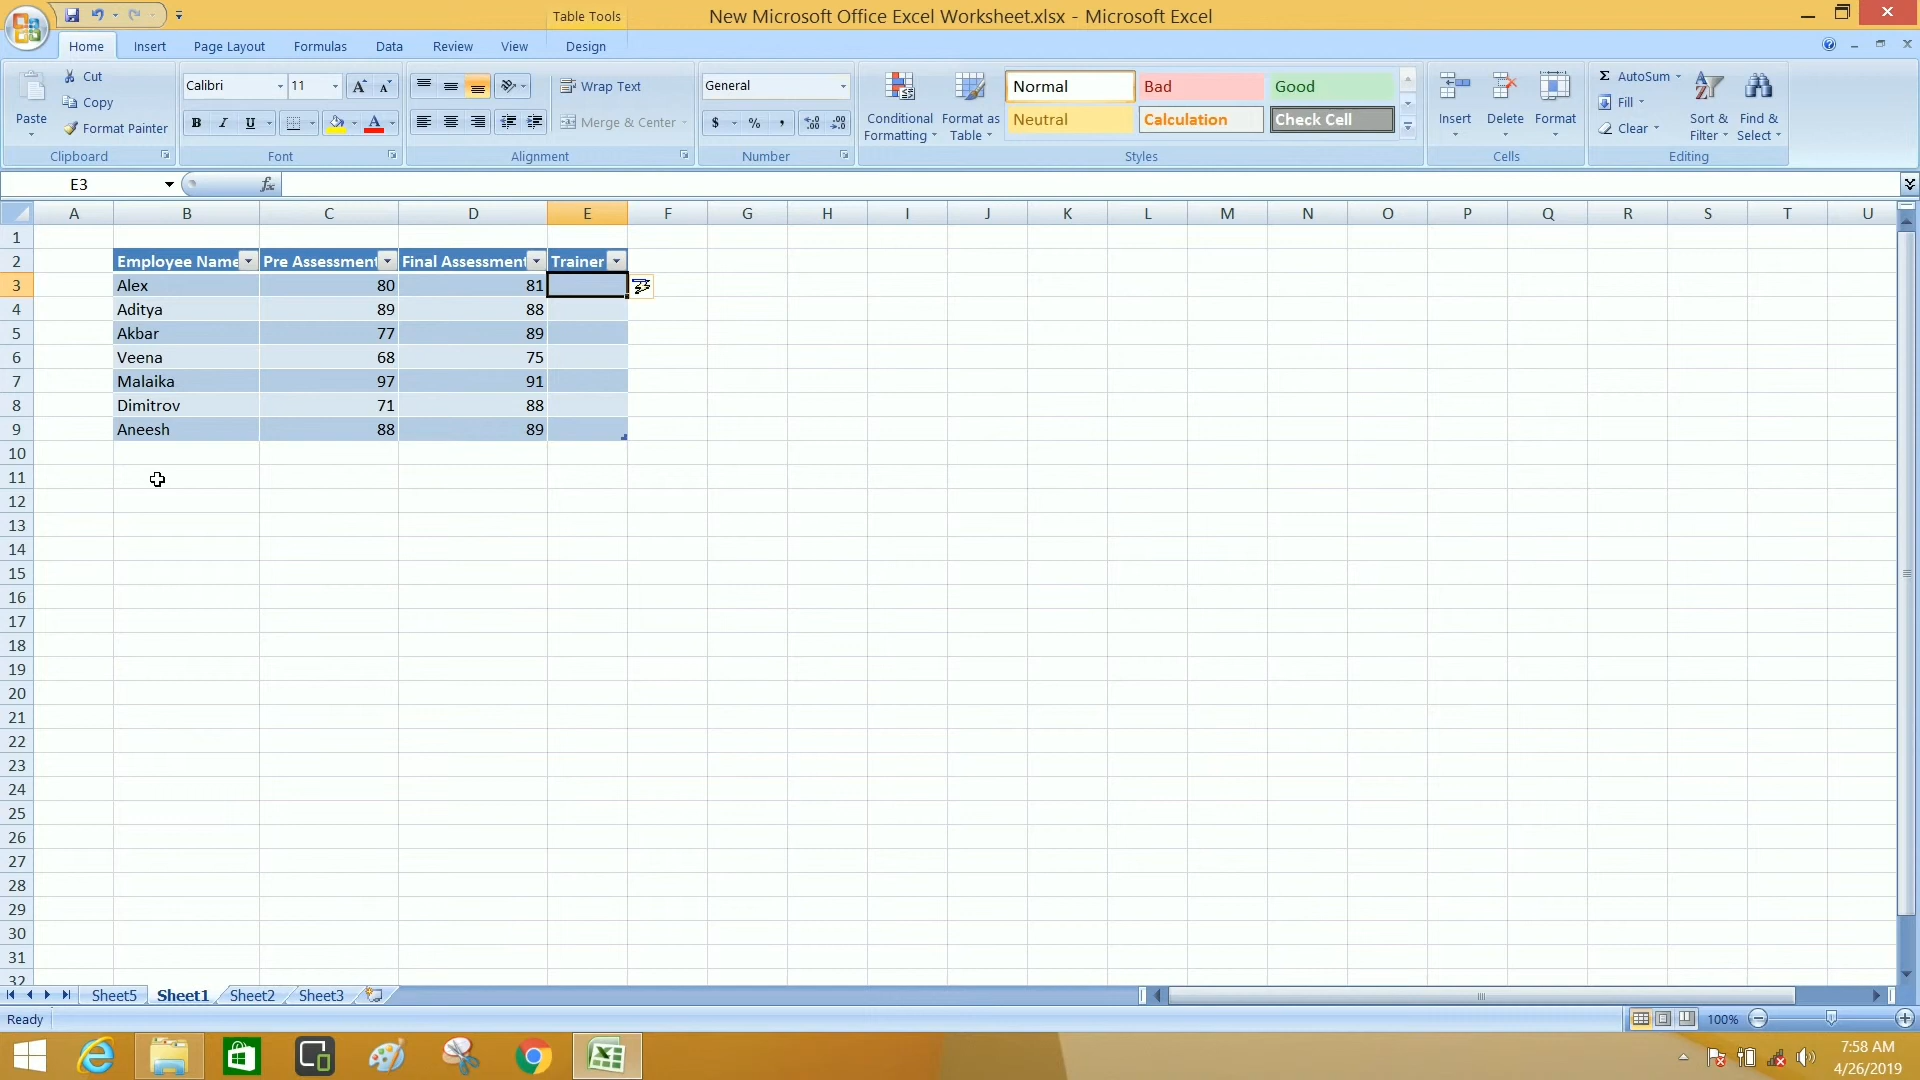 Table Tools
New Microsoft Office Excel Worksheet.xlsx - Microsoft Excel
Home Insert Page Layout Formulas Data Review View Design
Paste
Cut
Copy
Format Painter
Clipboard
Calibri 11
B I U
Font
Wrap Text
Merge & Center
Alignment
General
$ % ,
Number
Conditional Formatting
Format as Table
Normal Bad Good
Neutral Calculation Check Cell
Styles
Insert Delete Format
Cells
Σ AutoSum
Fill
Clear
Sort & Filter
Find & Select
Editing
E3 fx
A B C D E F G H I J K L M N O P Q R S T U
1
2 Employee Name Pre Assessment Final Assessment Trainer
3 Alex 80 81
4 Aditya 89 88
5 Akbar 77 89
6 Veena 68 75
7 Malaika 97 91
8 Dimitrov 71 88
9 Aneesh 88 89
10
11
12
13
14
15
16
17
18
19
20
21
22
23
24
25
26
27
28
29
30
31
32
Sheet5 Sheet1 Sheet2 Sheet3
Ready 100%
7:58 AM
4/26/2019